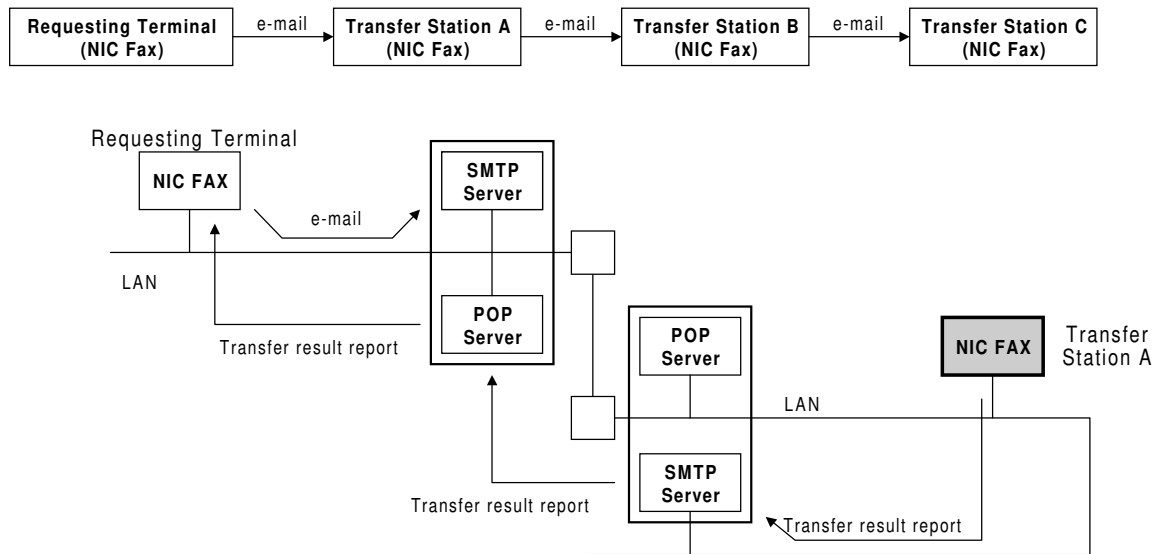 Requesting Terminal
(NIC Fax)
e-mail
Transfer Station A
(NIC Fax)
e-mail
Transfer Station B
(NIC Fax)
e-mail
Transfer Station C
(NIC Fax)
Requesting Terminal
NIC FAX
e-mail
SMTP
Server
LAN
POP
Server
Transfer result report
POP
Server
NIC FAX
Transfer
Station A
LAN
SMTP
Server
Transfer result report
Transfer result report